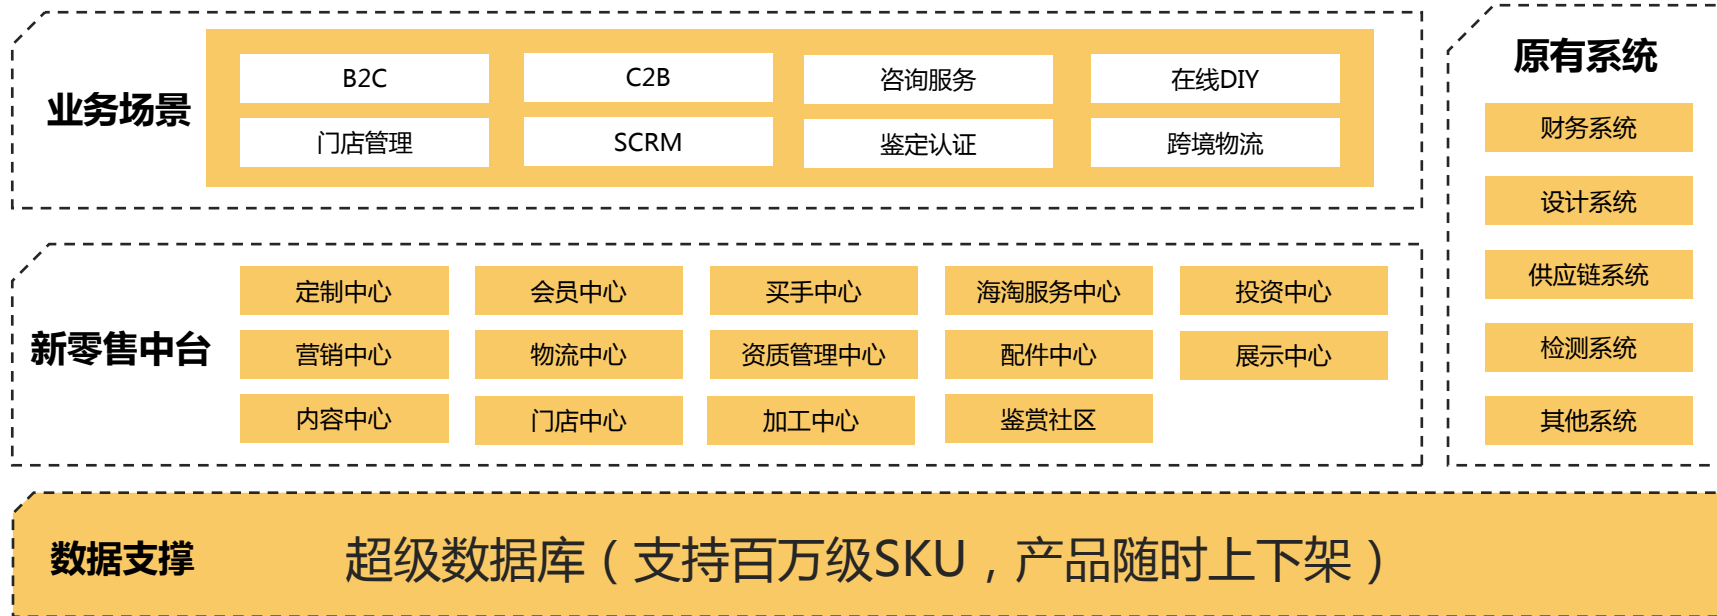 业务场景
B2C
C2B
咨询服务
在线DIY
门店管理
SCRM
鉴定认证
跨境物流
原有系统
财务系统
设计系统
供应链系统
检测系统
其他系统
新零售中台
定制中心
会员中心
买手中心
海淘服务中心
投资中心
营销中心
物流中心
资质管理中心
配件中心
展示中心
内容中心
门店中心
加工中心
鉴赏社区
数据支撑
超级数据库（支持百万级SKU，产品随时上下架）